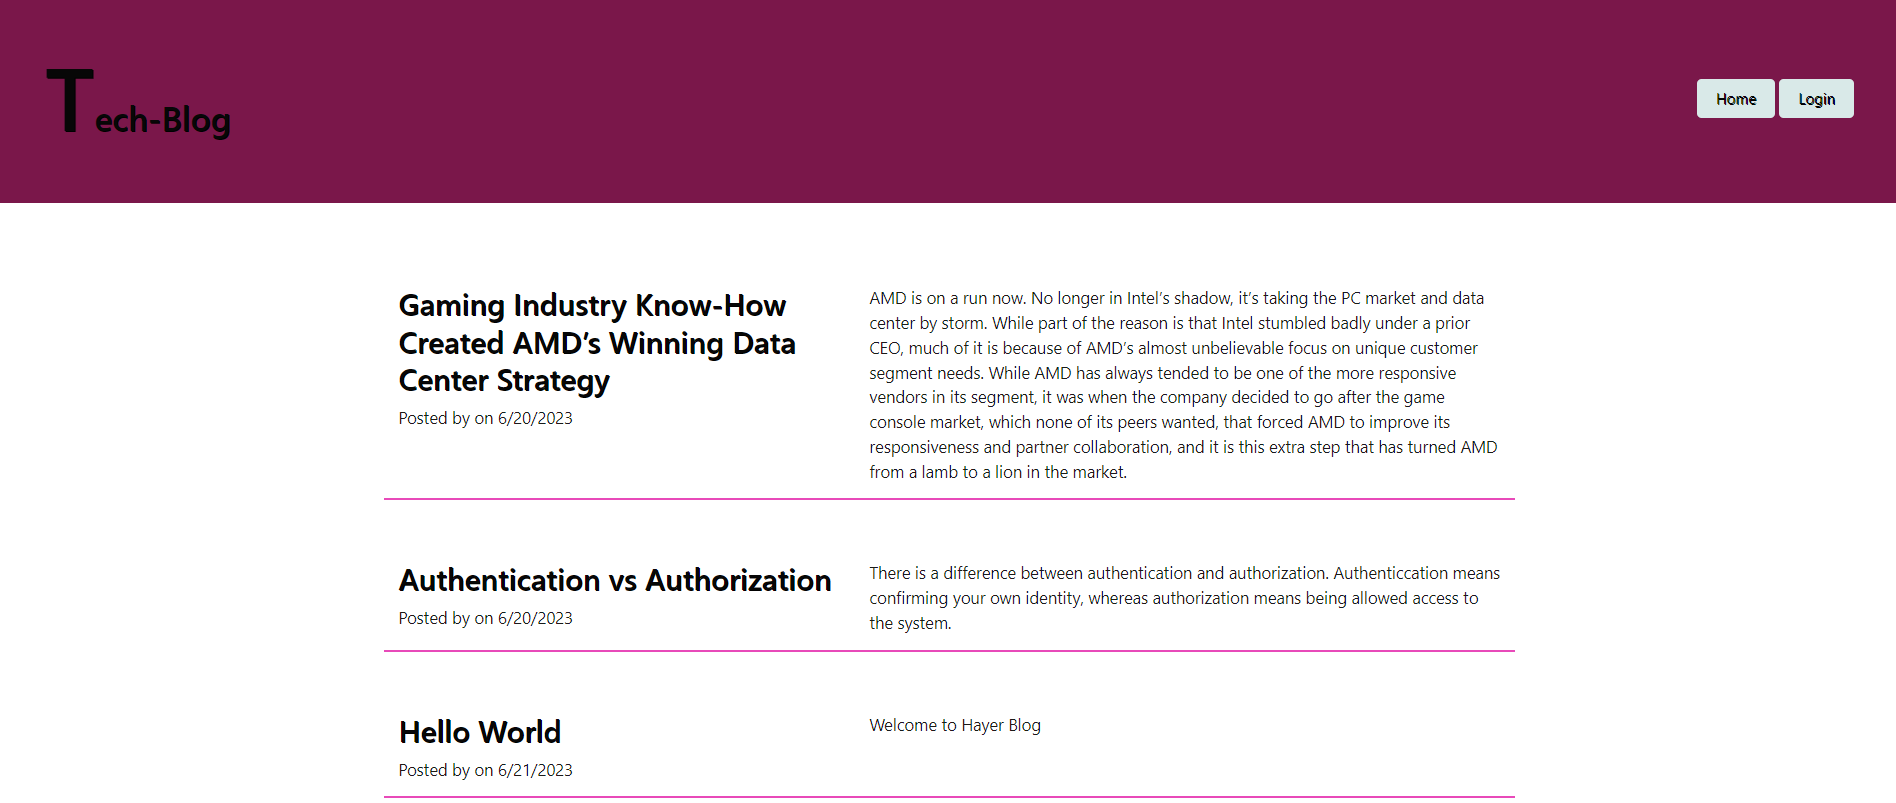 Tech-Blog
Home
Login
Gaming Industry Know-How
Created AMD’s Winning Data
Center Strategy
Posted by on 6/20/2023
AMD is on a run now. No longer in Intel’s shadow, it’s taking the PC market and data
center by storm. While part of the reason is that Intel stumbled badly under a prior
CEO, much of it is because of AMD’s almost unbelievable focus on unique customer
segment needs. While AMD has always tended to be one of the more responsive
vendors in its segment, it was when the company decided to go after the game
console market, which none of its peers wanted, that forced AMD to improve its
responsiveness and partner collaboration, and it is this extra step that has turned AMD
from a lamb to a lion in the market.
Authentication vs Authorization
Posted by on 6/20/2023
There is a difference between authentication and authorization. Authenticcation means
confirming your own identity, whereas authorization means being allowed access to
the system.
Hello World
Posted by on 6/21/2023
Welcome to Hayer Blog